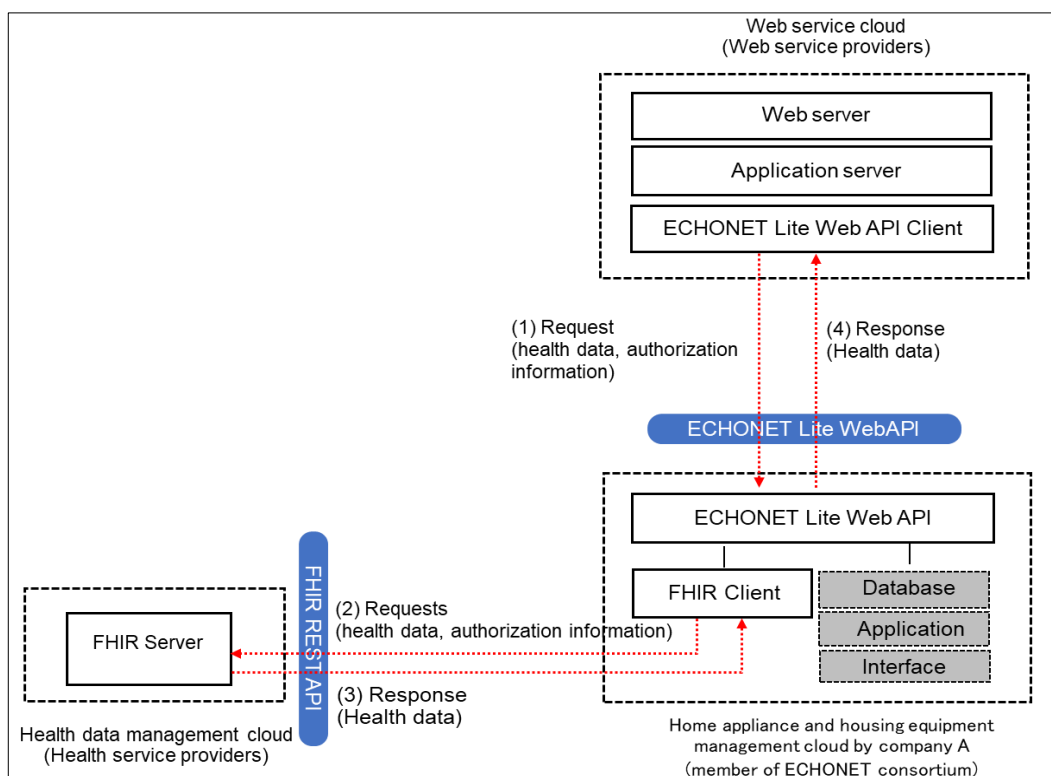 Web service cloud
(Web service providers)
Web server
Application server
ECHONET Lite Web API Client
(1) Request
(health data, authorization
information)
(4) Response
(Health data)
ECHONET Lite WebAPI
ECHONET Lite Web API
FHIR Client
Database
Application
Interface
FHIR REST API
(2) Requests
(health data, authorization information)
FHIR Server
(3) Response
(Health data)
Health data management cloud
(Health service providers)
Home appliance and housing equipment
management cloud by company A
(member of ECHONET consortium)